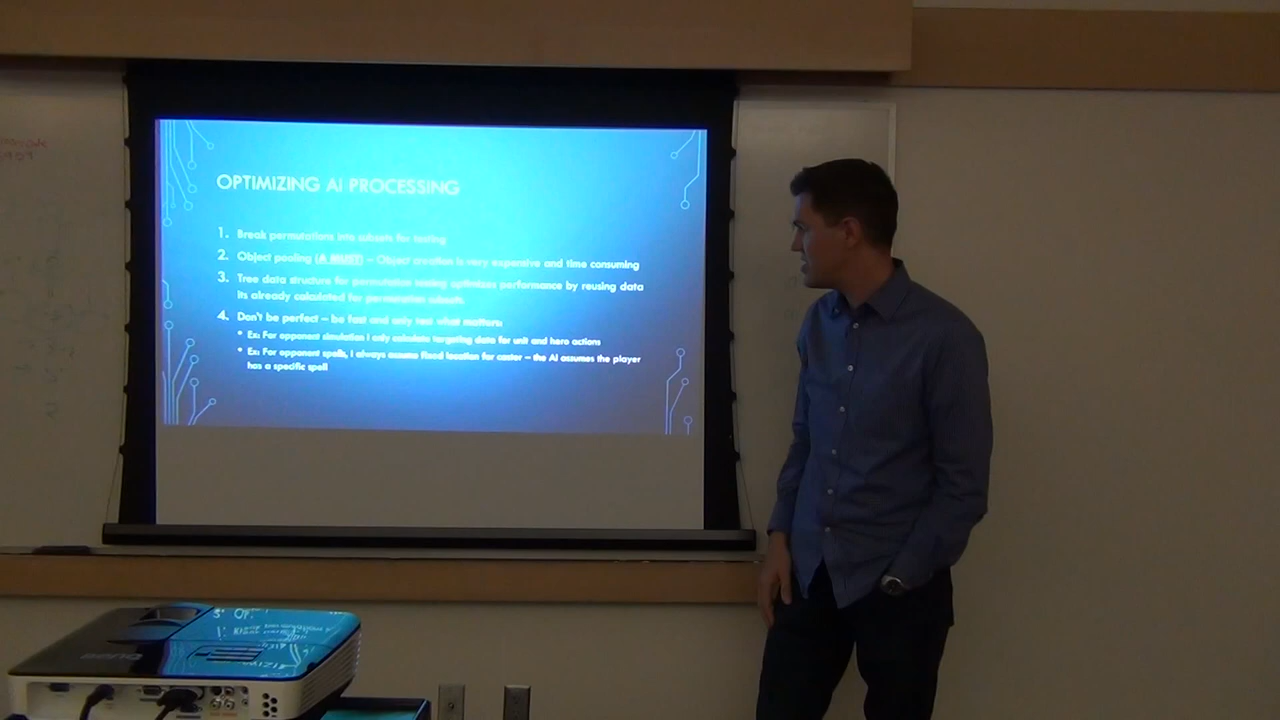 OPTIMIZING AI PROCESSING
1. Break permutations into subsets for testing
2. Object pooling (A MUST) – Object creation is very expensive and time consuming
3. Tree data structure for permutation testing optimizes performance by reusing data
its already calculated for permutation subsets
4. Don't be perfect – be fast and only test what matters:
• Ex: For opponent simulation I only calculate targeting data for unit and hero actions
• Ex: For opponent spells, I always assume fixed location for caster – the AI assumes the player
has a specific spell
BenQ